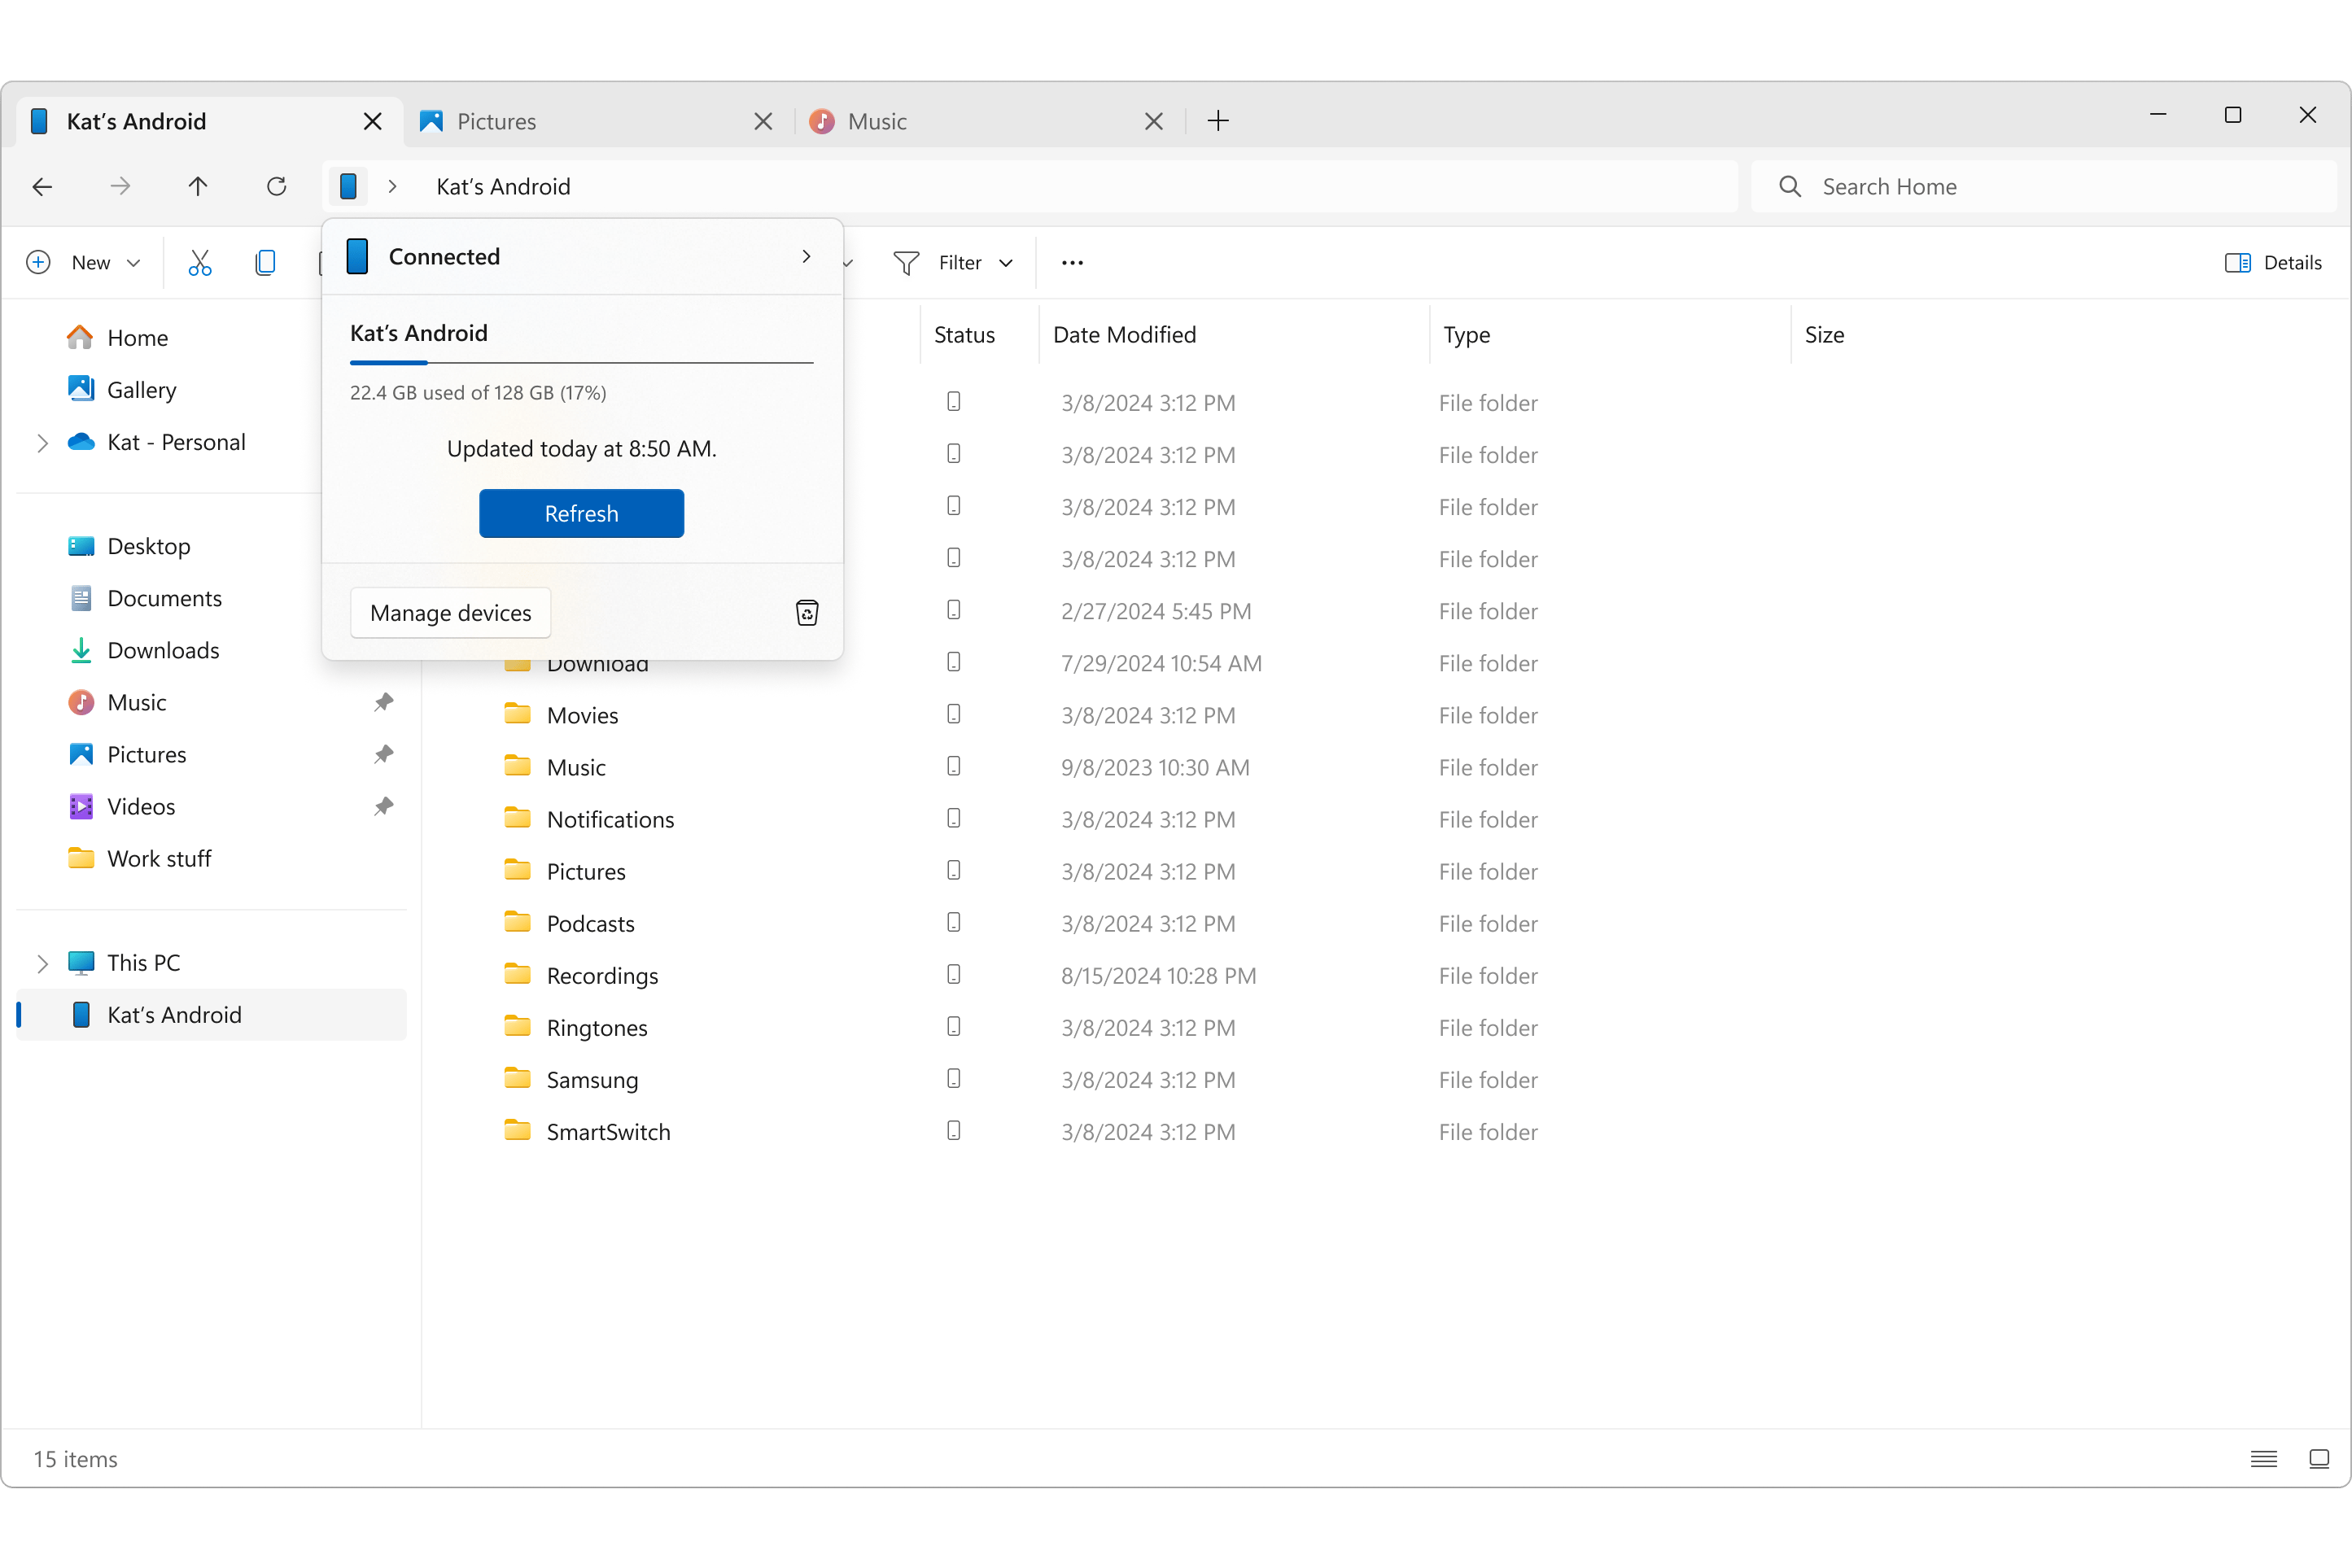 Kat's Android Pictures Music
Kat's Android Search Home
New Filter Details
Connected
Kat's Android
22.4 GB used of 128 GB (17%)
Updated today at 8:50 AM.
Refresh
Manage devices
Home
Gallery
Kat - Personal
Desktop
Documents
Downloads
Music
Pictures
Videos
Work stuff
This PC
Kat's Android
Status Date Modified Type Size
3/8/2024 3:12 PM File folder
3/8/2024 3:12 PM File folder
3/8/2024 3:12 PM File folder
3/8/2024 3:12 PM File folder
2/27/2024 5:45 PM File folder
Download 7/29/2024 10:54 AM File folder
Movies 3/8/2024 3:12 PM File folder
Music 9/8/2023 10:30 AM File folder
Notifications 3/8/2024 3:12 PM File folder
Pictures 3/8/2024 3:12 PM File folder
Podcasts 3/8/2024 3:12 PM File folder
Recordings 8/15/2024 10:28 PM File folder
Ringtones 3/8/2024 3:12 PM File folder
Samsung 3/8/2024 3:12 PM File folder
SmartSwitch 3/8/2024 3:12 PM File folder
15 items